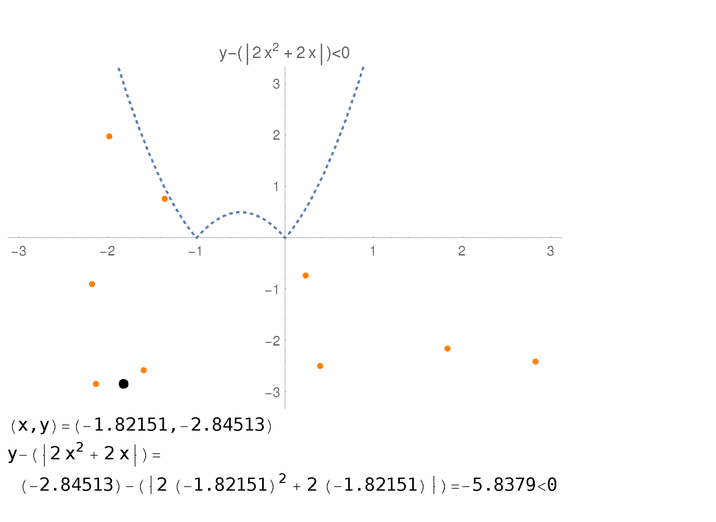 y−(|2x²+2x|)<0
3
2
1
−3 −2 −1 1 2 3
−1
−2
−3
(x,y)=(−1.82151,−2.84513)
y−(|2x²+2x|)=
(−2.84513)−(|2 (−1.82151)²+2 (−1.82151)|)=−5.8379<0